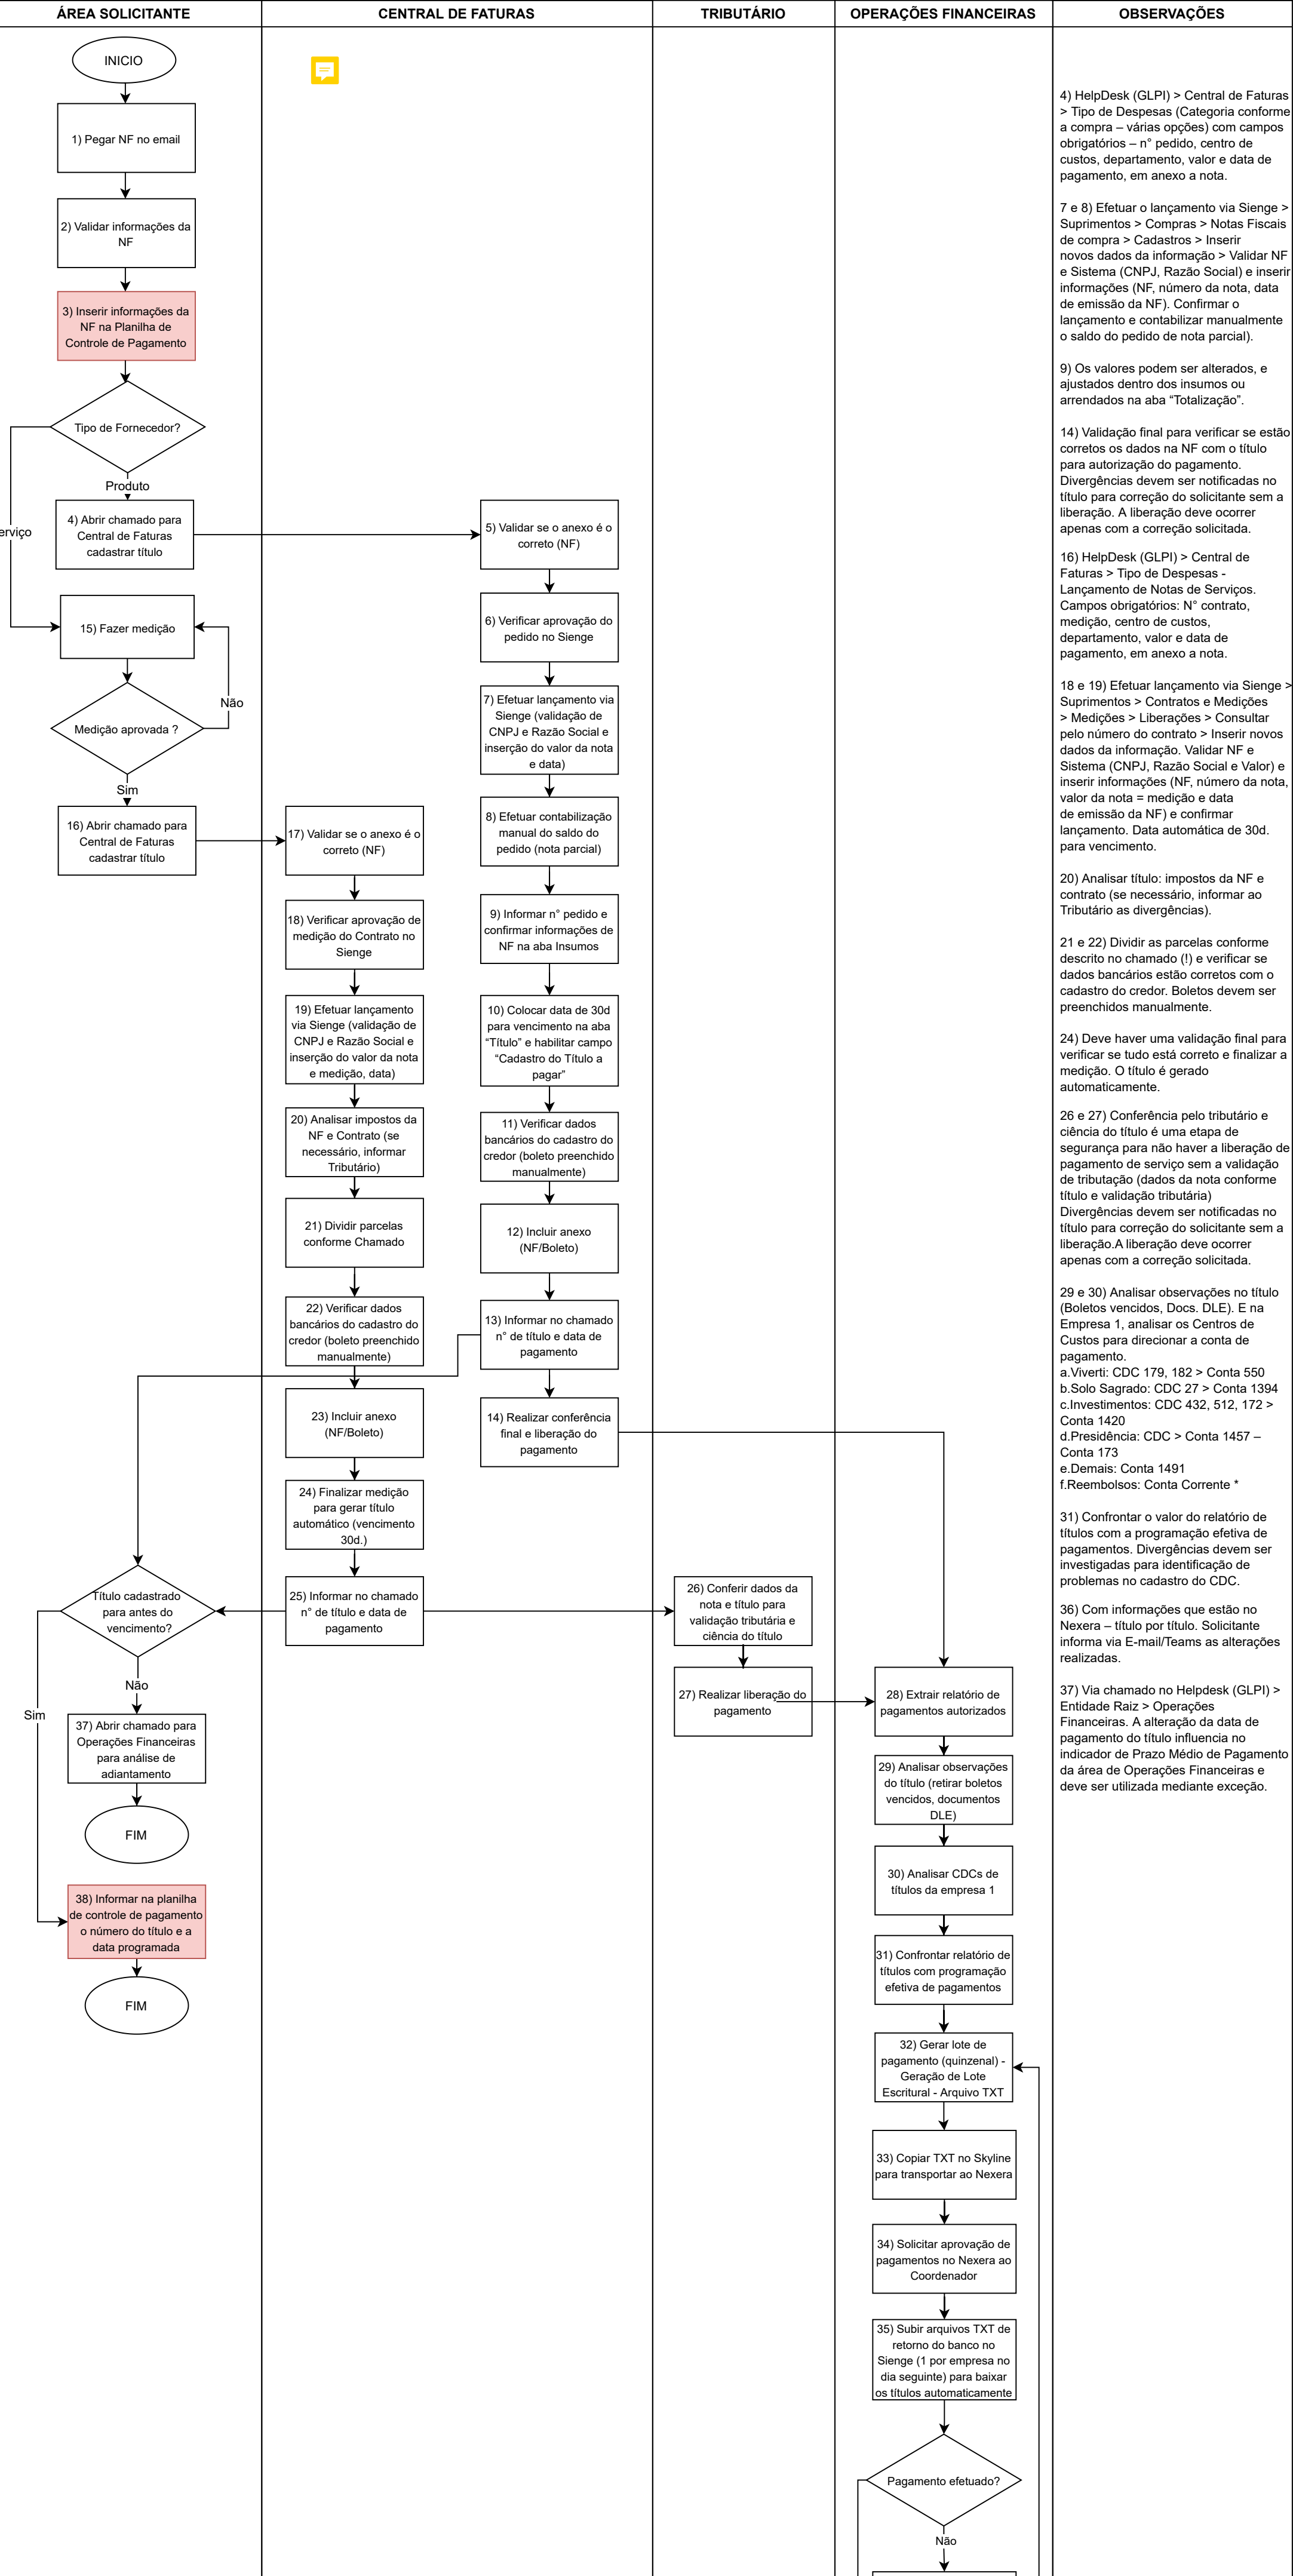 ÁREA SOLICITANTE
CENTRAL DE FATURAS
TRIBUTÁRIO
OPERAÇÕES FINANCEIRAS
OBSERVAÇÕES
INICIO
1) Pegar NF no email
2) Validar informações da
NF
3) Inserir informações da
NF na Planilha de
Controle de Pagamento
Tipo de Fornecedor?
Produto
erviço
4) Abrir chamado para
Central de Faturas
cadastrar título
15) Fazer medição
Não
Medição aprovada ?
Sim
16) Abrir chamado para
Central de Faturas
cadastrar título
5) Validar se o anexo é o
correto (NF)
6) Verificar aprovação do
pedido no Sienge
7) Efetuar lançamento via
Sienge (validação de
CNPJ e Razão Social e
inserção do valor da nota
e data)
8) Efetuar contabilização
manual do saldo do
pedido (nota parcial)
9) Informar n° pedido e
confirmar informações de
NF na aba Insumos
10) Colocar data de 30d
para vencimento na aba
“Título” e habilitar campo
“Cadastro do Título a
pagar”
11) Verificar dados
bancários do cadastro do
credor (boleto preenchido
manualmente)
12) Incluir anexo
(NF/Boleto)
13) Informar no chamado
n° de título e data de
pagamento
14) Realizar conferência
final e liberação do
pagamento
17) Validar se o anexo é o
correto (NF)
18) Verificar aprovação de
medição do Contrato no
Sienge
19) Efetuar lançamento
via Sienge (validação de
CNPJ e Razão Social e
inserção do valor da nota
e medição, data)
20) Analisar impostos da
NF e Contrato (se
necessário, informar
Tributário)
21) Dividir parcelas
conforme Chamado
22) Verificar dados
bancários do cadastro do
credor (boleto preenchido
manualmente)
23) Incluir anexo
(NF/Boleto)
24) Finalizar medição
para gerar título
automático (vencimento
30d.)
25) Informar no chamado
n° de título e data de
pagamento
Título cadastrado
para antes do
vencimento?
Não
Sim
37) Abrir chamado para
Operações Financeiras
para análise de
adiantamento
FIM
38) Informar na planilha
de controle de pagamento
o número do título e a
data programada
FIM
26) Conferir dados da
nota e título para
validação tributária e
ciência do título
27) Realizar liberação do
pagamento
28) Extrair relatório de
pagamentos autorizados
29) Analisar observações
do título (retirar boletos
vencidos, documentos
DLE)
30) Analisar CDCs de
títulos da empresa 1
31) Confrontar relatório de
títulos com programação
efetiva de pagamentos
32) Gerar lote de
pagamento (quinzenal) -
Geração de Lote
Escritural - Arquivo TXT
33) Copiar TXT no Skyline
para transportar ao Nexera
34) Solicitar aprovação de
pagamentos no Nexera ao
Coordenador
35) Subir arquivos TXT de
retorno do banco no
Sienge (1 por empresa no
dia seguinte) para baixar
os títulos automaticamente
Pagamento efetuado?
Não
4) HelpDesk (GLPI) > Central de Faturas
> Tipo de Despesas (Categoria conforme
a compra – várias opções) com campos
obrigatórios – n° pedido, centro de
custos, departamento, valor e data de
pagamento, em anexo a nota.
7 e 8) Efetuar o lançamento via Sienge >
Suprimentos > Compras > Notas Fiscais
de compra > Cadastros > Inserir
novos dados da informação > Validar NF
e Sistema (CNPJ, Razão Social) e inserir
informações (NF, número da nota, data
de emissão da NF). Confirmar o
lançamento e contabilizar manualmente
o saldo do pedido de nota parcial).
9) Os valores podem ser alterados, e
ajustados dentro dos insumos ou
arrendados na aba “Totalização”.
14) Validação final para verificar se estão
corretos os dados na NF com o título
para autorização do pagamento.
Divergências devem ser notificadas no
título para correção do solicitante sem a
liberação. A liberação deve ocorrer
apenas com a correção solicitada.
16) HelpDesk (GLPI) > Central de
Faturas > Tipo de Despesas -
Lançamento de Notas de Serviços.
Campos obrigatórios: N° contrato,
medição, centro de custos,
departamento, valor e data de
pagamento, em anexo a nota.
18 e 19) Efetuar lançamento via Sienge >
Suprimentos > Contratos e Medições
> Medições > Liberações > Consultar
pelo número do contrato > Inserir novos
dados da informação. Validar NF e
Sistema (CNPJ, Razão Social e Valor) e
inserir informações (NF, número da nota,
valor da nota = medição e data
de emissão da NF) e confirmar
lançamento. Data automática de 30d.
para vencimento.
20) Analisar título: impostos da NF e
contrato (se necessário, informar ao
Tributário as divergências).
21 e 22) Dividir as parcelas conforme
descrito no chamado (!) e verificar se
dados bancários estão corretos com o
cadastro do credor. Boletos devem ser
preenchidos manualmente.
24) Deve haver uma validação final para
verificar se tudo está correto e finalizar a
medição. O título é gerado
automaticamente.
26 e 27) Conferência pelo tributário e
ciência do título é uma etapa de
segurança para não haver a liberação de
pagamento de serviço sem a validação
de tributação (dados da nota conforme
título e validação tributária)
Divergências devem ser notificadas no
título para correção do solicitante sem a
liberação.A liberação deve ocorrer
apenas com a correção solicitada.
29 e 30) Analisar observações no título
(Boletos vencidos, Docs. DLE). E na
Empresa 1, analisar os Centros de
Custos para direcionar a conta de
pagamento.
a.Viverti: CDC 179, 182 > Conta 550
b.Solo Sagrado: CDC 27 > Conta 1394
c.Investimentos: CDC 432, 512, 172 >
Conta 1420
d.Presidência: CDC > Conta 1457 –
Conta 173
e.Demais: Conta 1491
f.Reembolsos: Conta Corrente *
31) Confrontar o valor do relatório de
títulos com a programação efetiva de
pagamentos. Divergências devem ser
investigadas para identificação de
problemas no cadastro do CDC.
36) Com informações que estão no
Nexera – título por título. Solicitante
informa via E-mail/Teams as alterações
realizadas.
37) Via chamado no Helpdesk (GLPI) >
Entidade Raiz > Operações
Financeiras. A alteração da data de
pagamento do título influencia no
indicador de Prazo Médio de Pagamento
da área de Operações Financeiras e
deve ser utilizada mediante exceção.